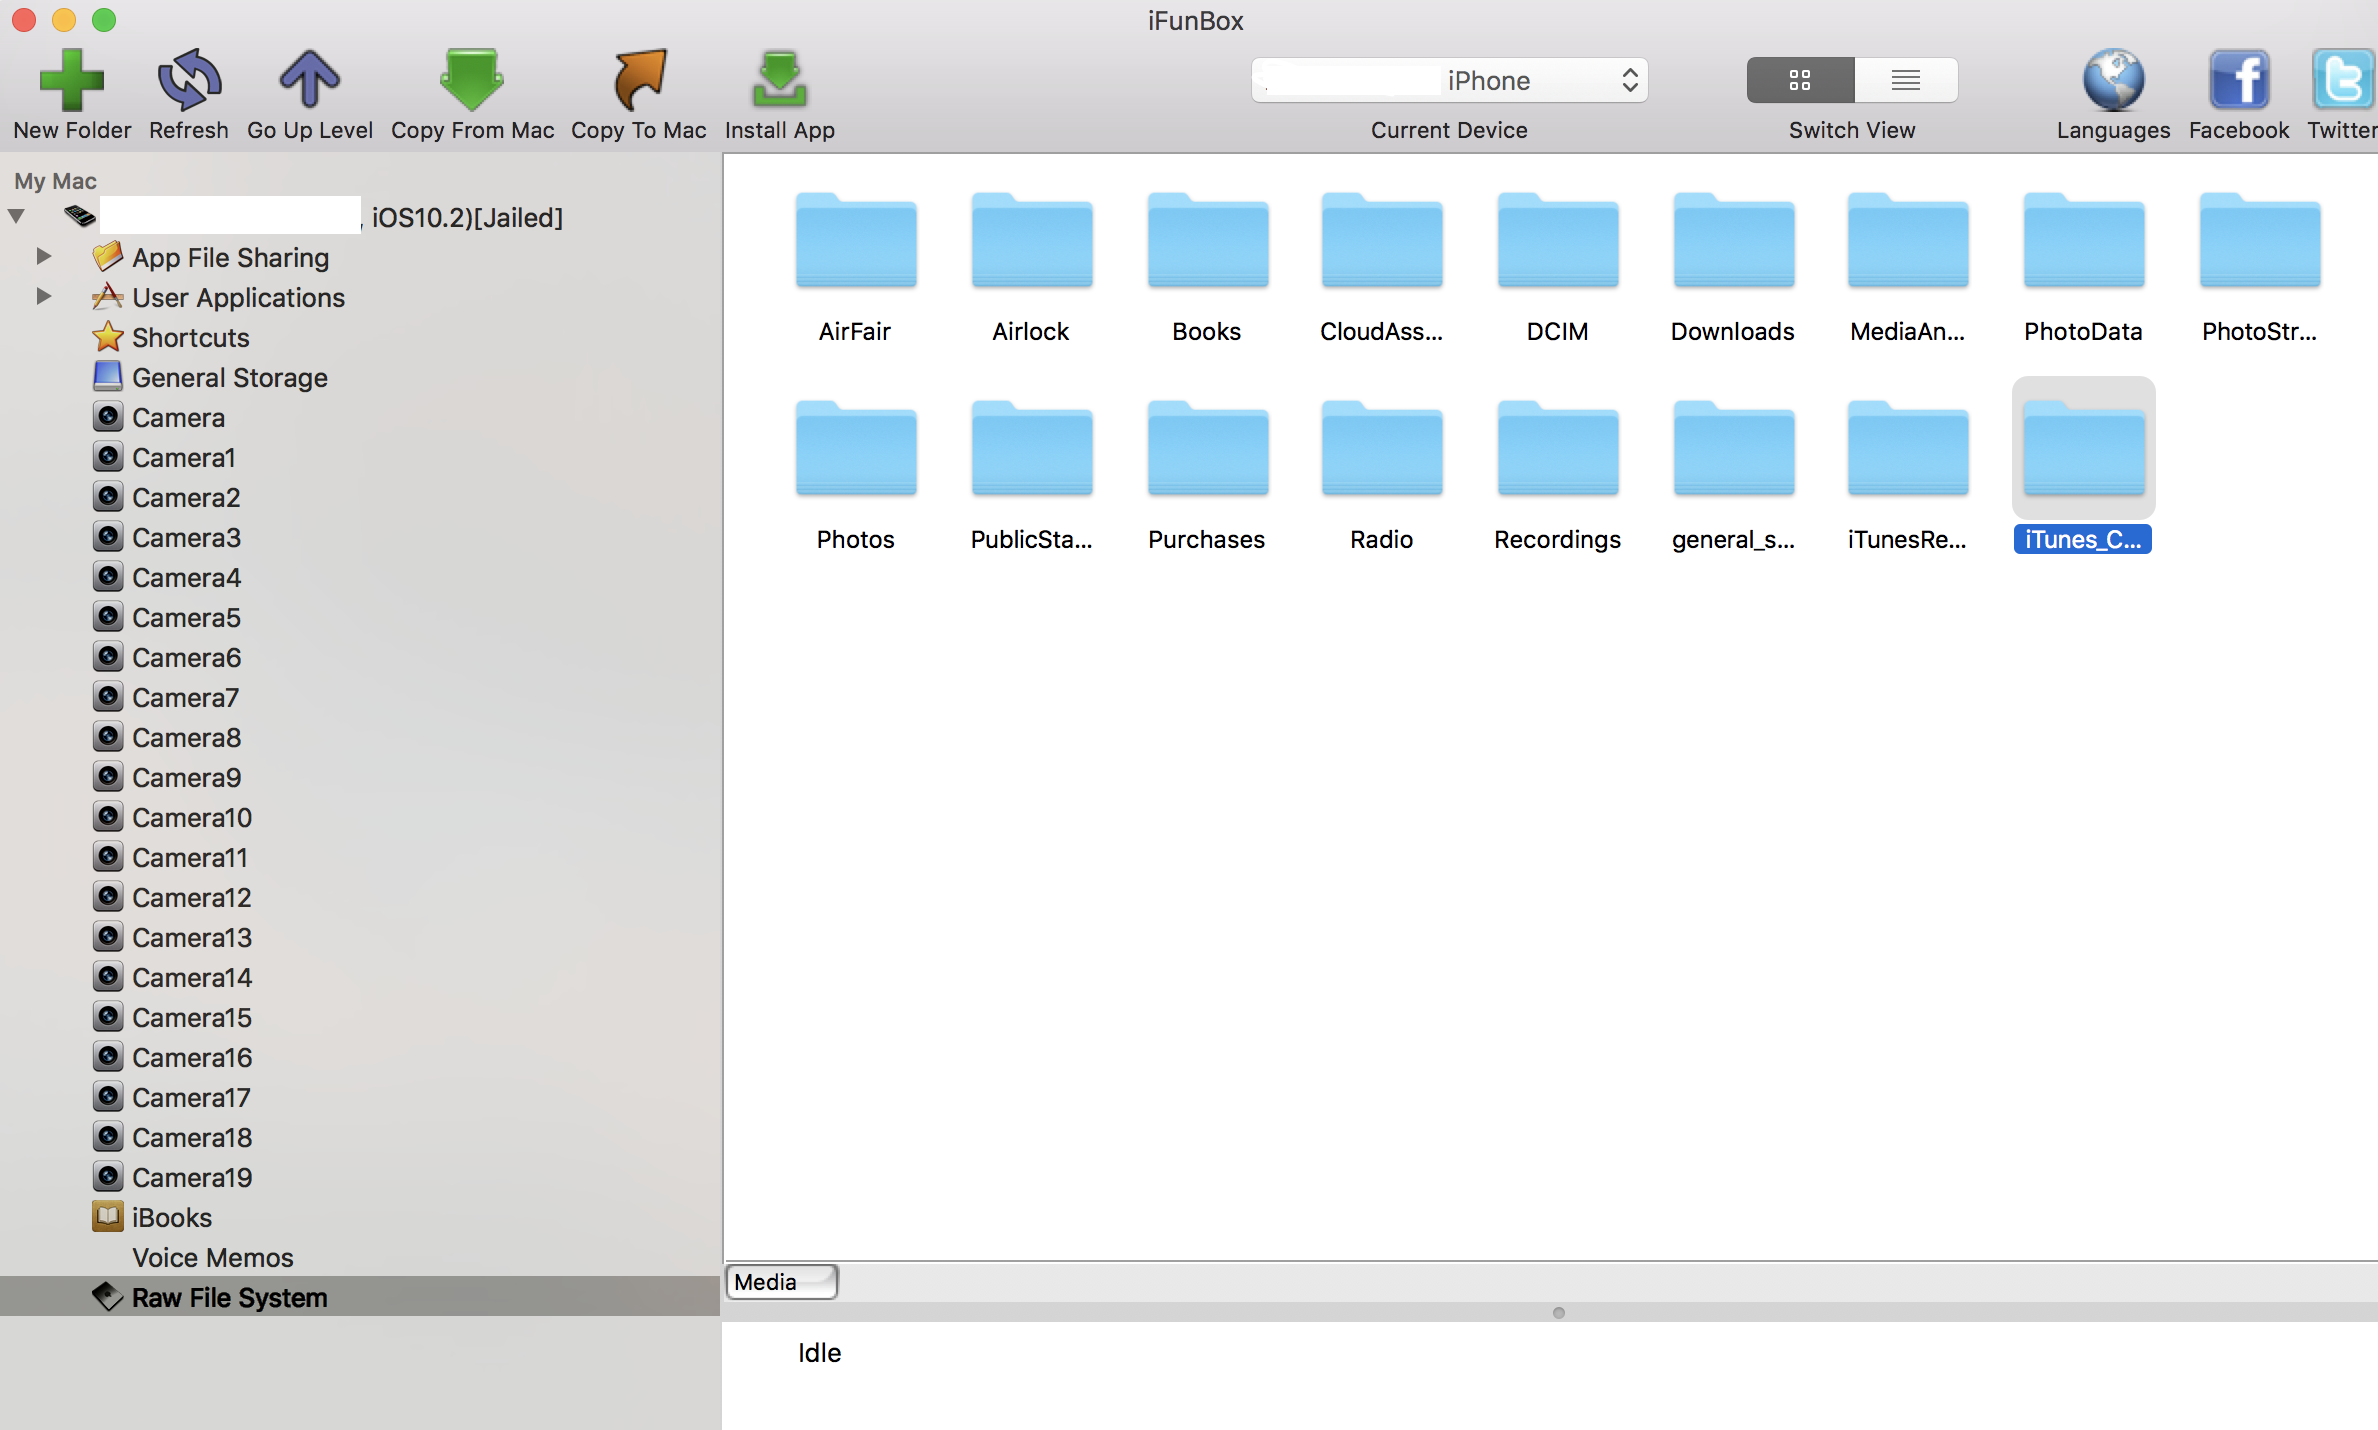 iFunBox
iPhone
New Folder Refresh Go Up Level Copy From Mac Copy To Mac Install App Current Device Switch View Languages Facebook Twitter
My Mac
, iOS10.2)[Jailed]
App File Sharing
User Applications
Shortcuts
General Storage
Camera
Camera1
Camera2
Camera3
Camera4
Camera5
Camera6
Camera7
Camera8
Camera9
Camera10
Camera11
Camera12
Camera13
Camera14
Camera15
Camera16
Camera17
Camera18
Camera19
iBooks
Voice Memos
Raw File System
AirFair Airlock Books CloudAss... DCIM Downloads MediaAn... PhotoData PhotoStr...
Photos PublicSta... Purchases Radio Recordings general_s... iTunesRe... iTunes_C...
Media
Idle